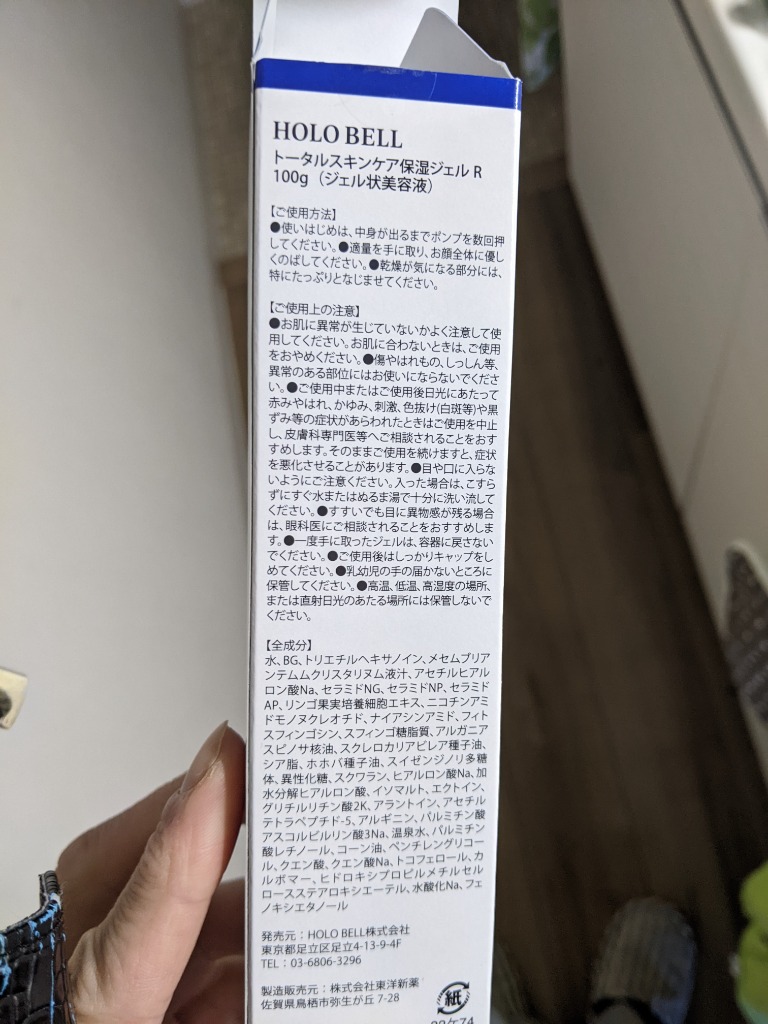 HOLO BELL
トータルスキンケア保湿ジェル R
100g（ジェル状美容液）
【ご使用方法】
●使いはじめは、中身が出るまでポンプを数回押
してください。●適量を手に取り、お顔全体に優し
くのばしてください。●乾燥が気になる部分には、
特にたっぷりとなじませてください。
【ご使用上の注意】
●お肌に異常が生じていないかよく注意して使
用してください。お肌に合わないときは、ご使用
をおやめください。●傷やはれもの、しっしん等、
異常のある部位にはお使いにならないでくださ
い。●ご使用中またはご使用後日光にあたって
赤みやはれ、かゆみ、刺激、色抜け(白斑等)や黒
ずみ等の症状があらわれたときはご使用を中止
し、皮膚科専門医等へご相談されることをおす
すめします。そのままご使用を続けますと、症状
を悪化させることがあります。●目や口に入らな
いようにご注意ください。入った場合は、こすら
ずにすぐ水またはぬるま湯で十分に洗い流して
ください。●すすいでも目に異物感が残る場合
は、眼科医にご相談されることをおすすめしま
す。●一度手に取ったジェルは、容器に戻さない
でください。●ご使用後はしっかりキャップをし
めてください。●乳幼児の手の届かないところに
保管してください。●高温、低温、高湿度の場所、
または直射日光のあたる場所には保管しないで
ください。
【全成分】
水、BG、トリエチルヘキサノイン、メセムブリア
ンテムムクリスタリヌム液汁、アセチルヒアル
ロン酸Na、セラミドNG、セラミドNP、セラミド
AP、リンゴ果実培養細胞エキス、ニコチンアミ
ドモノヌクレオチド、ナイアシンアミド、フィト
スフィンゴシン、スフィンゴ糖脂質、アルガニア
スピノサ核油、スクレロカリアビレア種子油、
シア脂、ホホバ種子油、スイゼンジノリ多糖
体、異性化糖、スクワラン、ヒアルロン酸Na、加
水分解ヒアルロン酸、イソマルト、エクトイン、
グリチルリチン酸2K、アラントイン、アセチル
テトラペプチド-5、アルギニン、パルミチン酸
アスコルビルリン酸3Na、温泉水、パルミチン
酸レチノール、コーン油、ペンチレングリコー
ル、クエン酸、クエン酸Na、トコフェロール、カ
ルボマー、ヒドロキシプロピルメチルセル
ロースステアロキシエーテル、水酸化Na、フェ
ノキシエタノール
発売元：HOLO BELL株式会社
東京都足立区足立4-13-9-4F
TEL：03-6806-3296
製造販売元：株式会社東洋新薬
佐賀県鳥栖市弥生が丘 7-28
紙